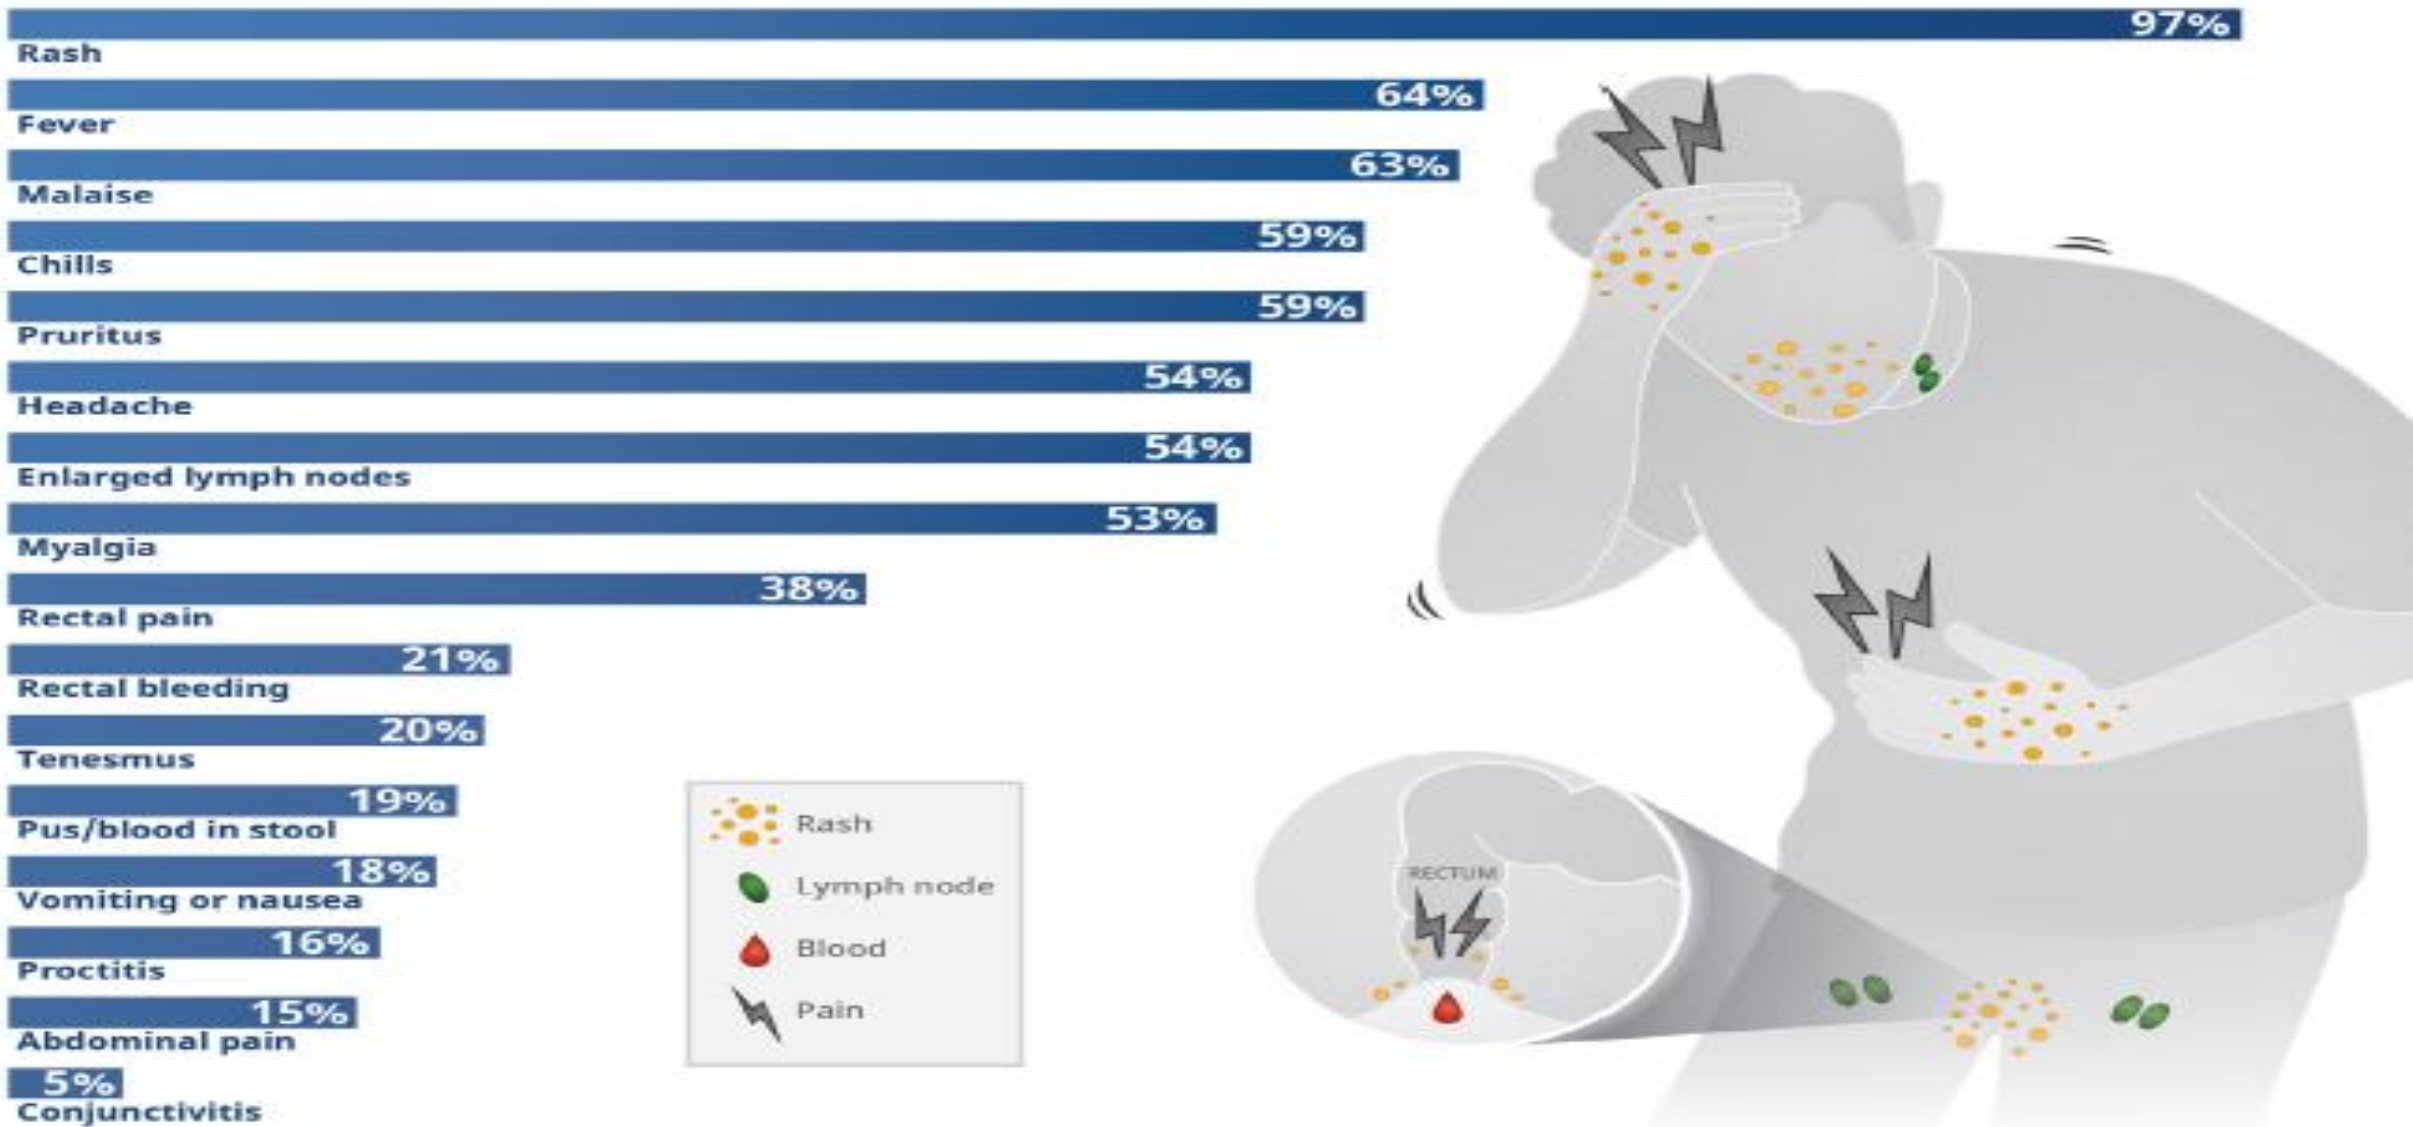 97%
Rash
64%
Fever
63%
Malaise
59%
Chills
59%
Pruritus
54%
Headache
54%
Enlarged lymph nodes
53%
Myalgia
38%
Rectal pain
21%
Rectal bleeding
20%
Tenesmus
19%
Pus/blood in stool
18%
Vomiting or nausea
16%
Proctitis
15%
Abdominal pain
5%
Conjunctivitis
Rash
Lymph node
Blood
Pain
RECTUM